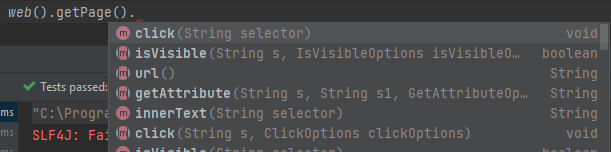 web().getPage().
click(String selector) void
isVisible(String s, IsVisibleOptions isVisibleO… boolean
url() String
Tests passed:
getAttribute(String s, String s1, GetAttributeOp… String
ms "C:\Progra
innerText(String selector) String
ms SLF4J: Fai
click(String s, ClickOptions clickOptions) void
isVisible(String selector) boolean